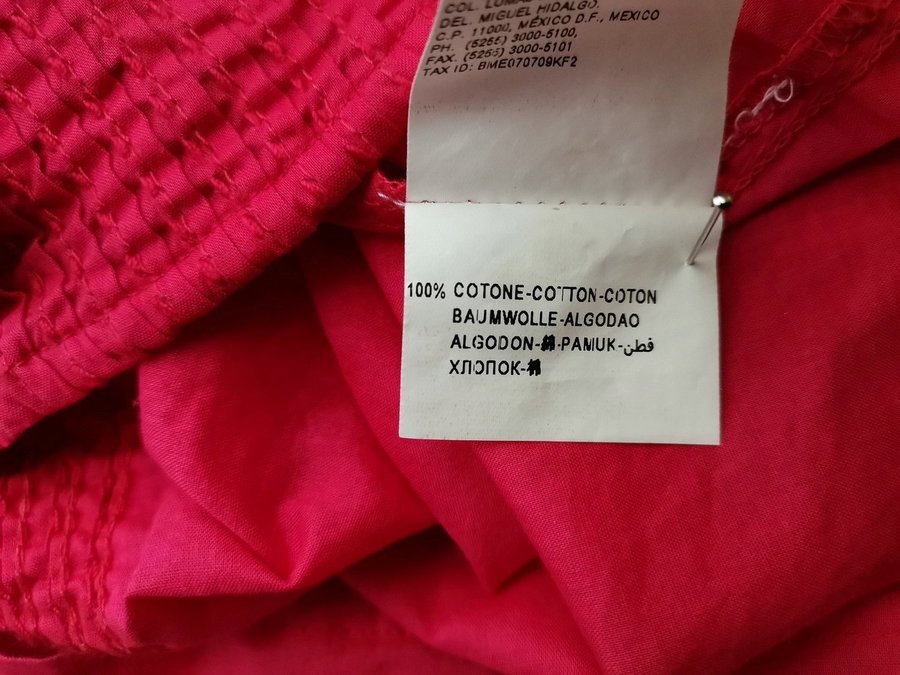 COL. LOMAS
DEL. MIGUEL HIDALGO,
C.P. 11000, MÉXICO D.F., MEXICO
PH. (5255) 3000-5100,
FAX. (5255) 3000-5101
TAX ID: BME070709KF2
100% COTONE-COTTON-COTON
BAUMWOLLE-ALGODAO
ALGODON-綿-PAMUK-قطن
ХЛОПОК-棉